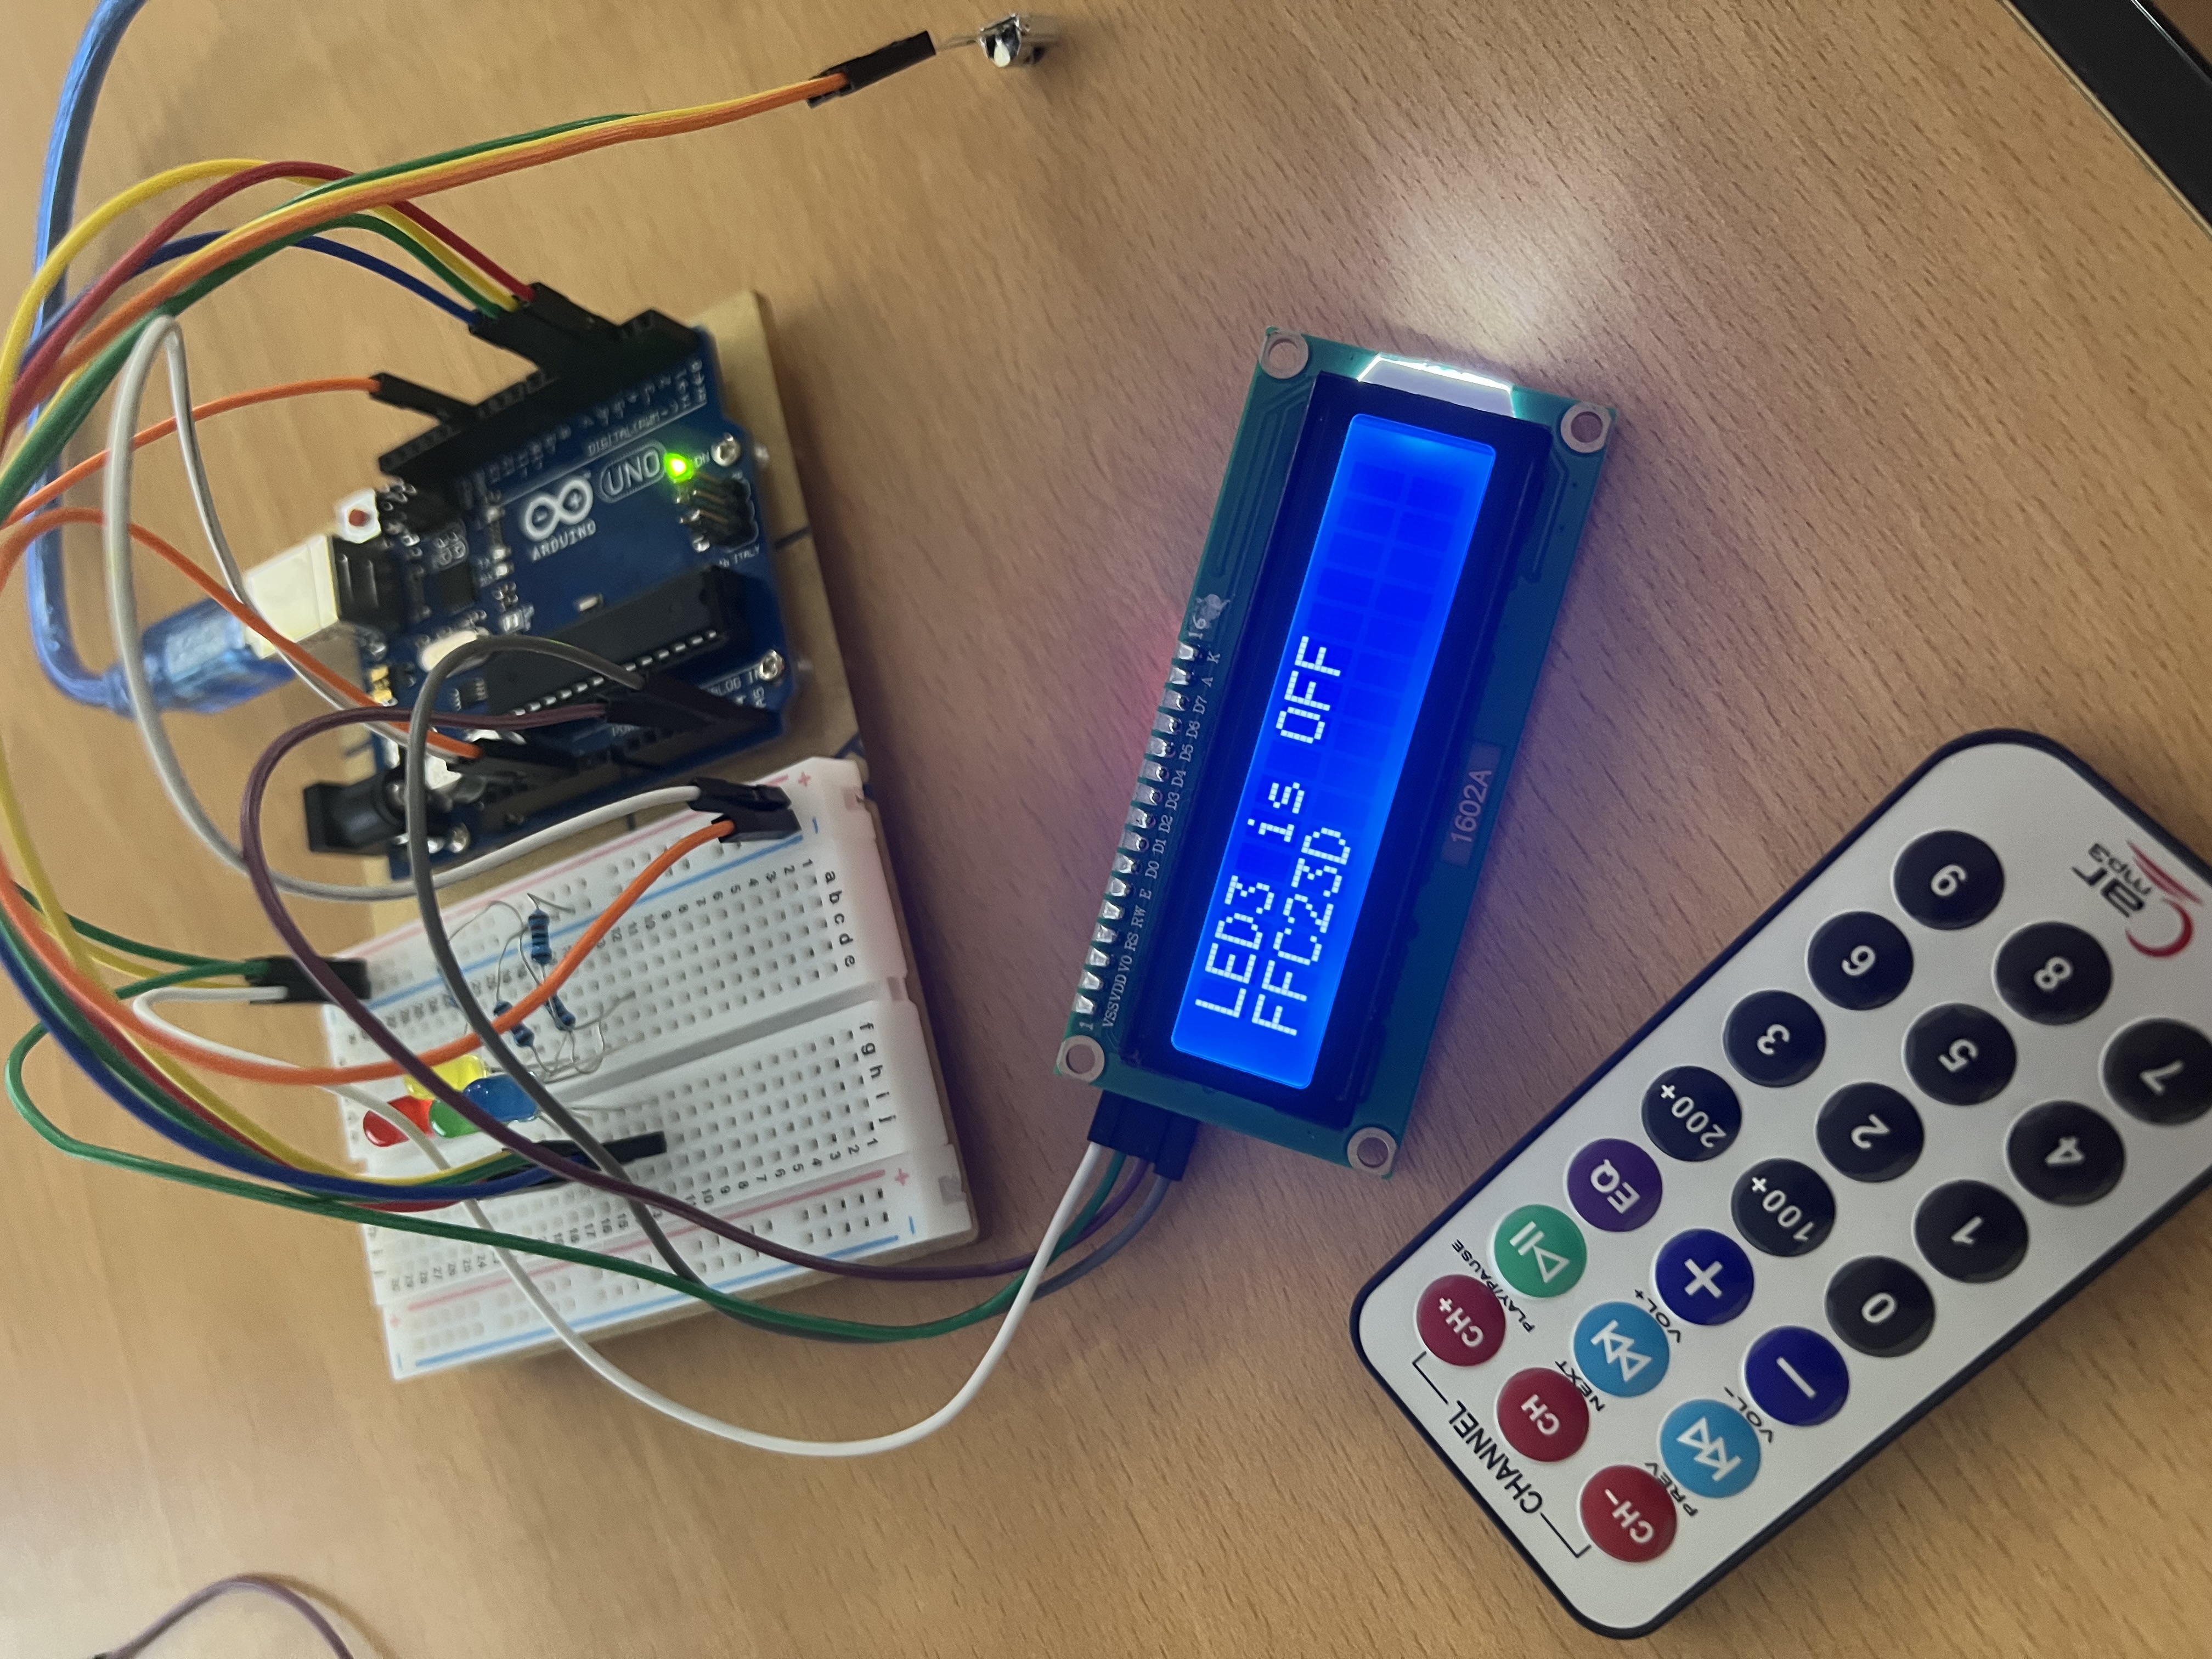 ARDUINO
UNO
ON
A5
a b c d e
f g h i j
1
VSS VDD V0 RS RW E D0 D1 D2 D3 D4 D5 D6 D7 A K
16
LED3 is OFF
FFC23D
1602A
CHANNEL
CH- CH CH+
PREV NEXT PLAY/PAUSE
VOL- VOL+ EQ
0 100+ 200+
1 2 3
4 5 6
7 8 9
Car
mp3